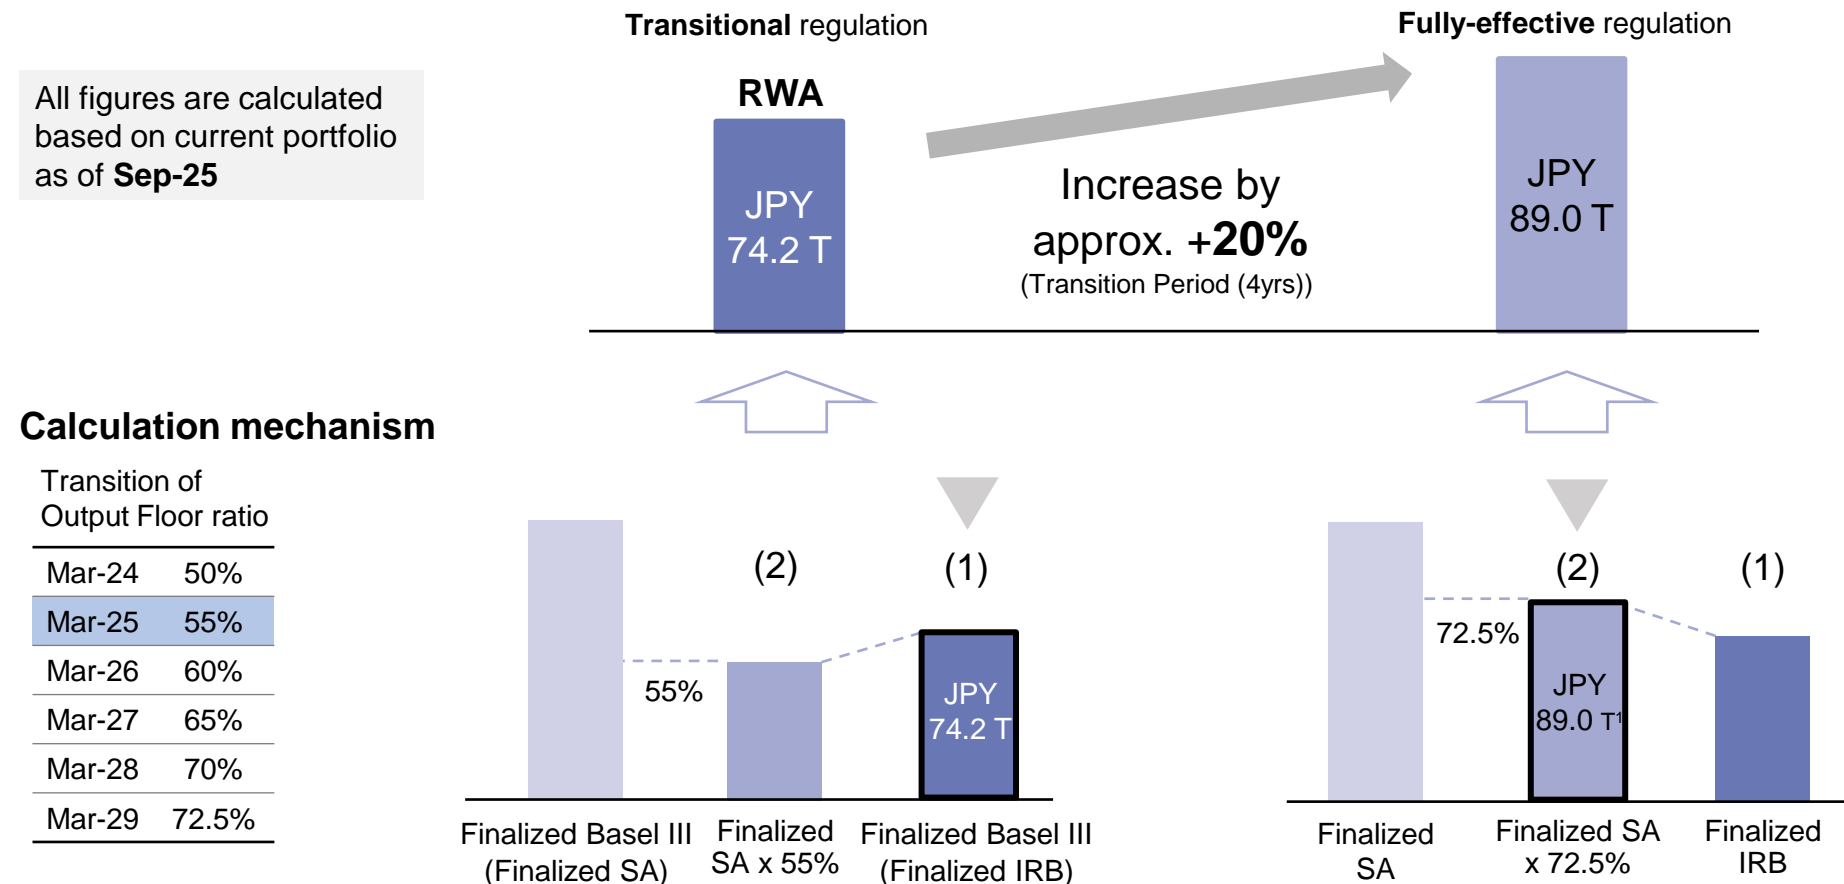 Transitional regulation
Fully-effective regulation
All figures are calculated
based on current portfolio
as of Sep-25
RWA
JPY
74.2 T
Increase by
approx. +20%
(Transition Period (4yrs))
JPY
89.0 T
Calculation mechanism
Transition of
Output Floor ratio
Mar-24 50%
Mar-25 55%
Mar-26 60%
Mar-27 65%
Mar-28 70%
Mar-29 72.5%
(2)
(1)
55%
JPY
74.2 T
Finalized Basel III
(Finalized SA)
Finalized
SA x 55%
Finalized Basel III
(Finalized IRB)
(2)
(1)
72.5%
JPY
89.0 T¹
Finalized
SA
Finalized SA
x 72.5%
Finalized
IRB